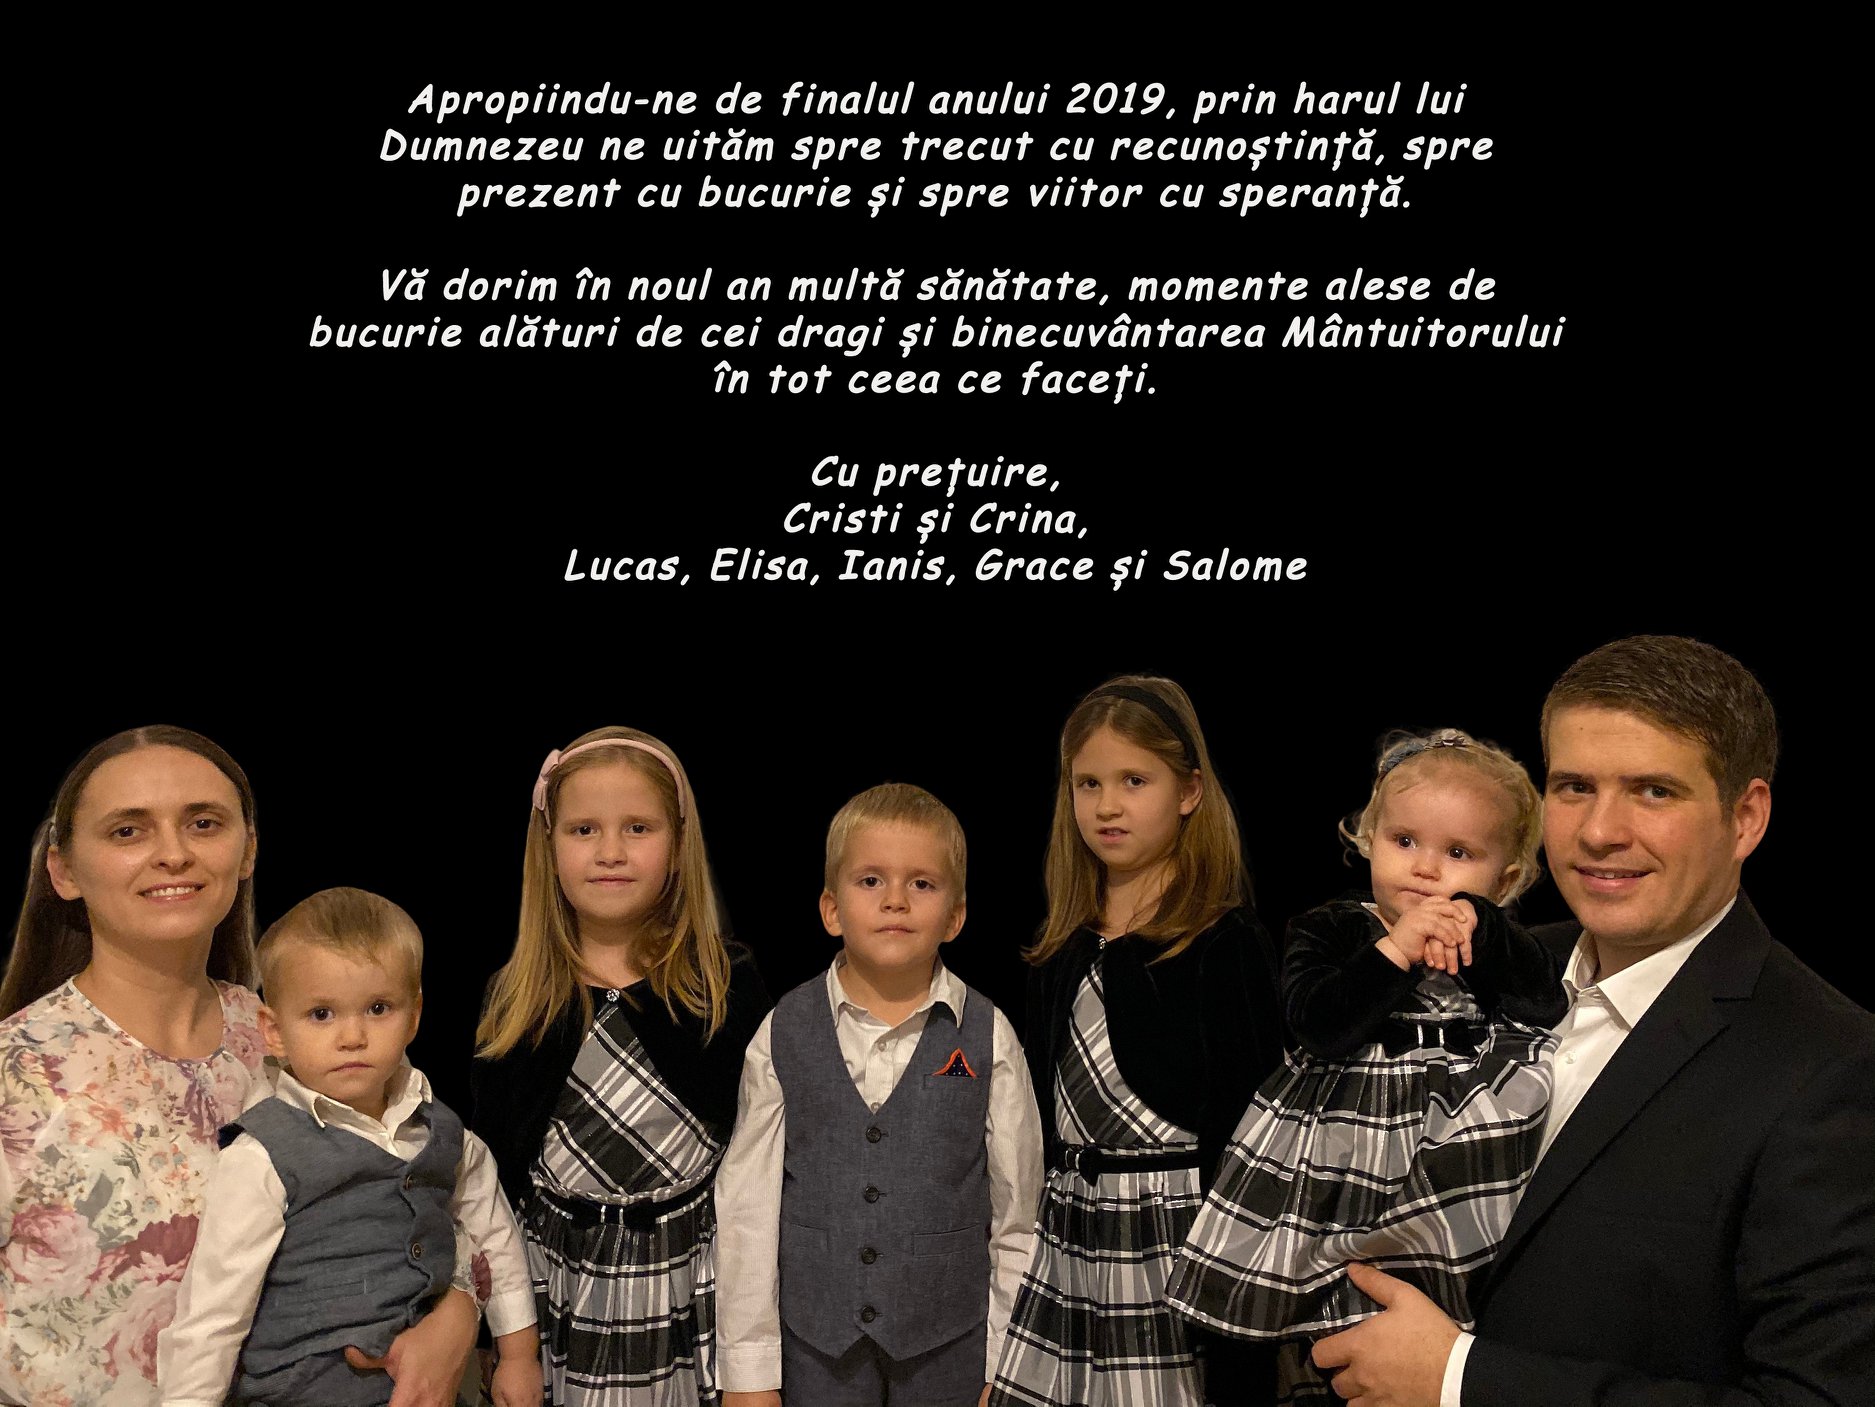 Apropiindu-ne de finalul anului 2019, prin harul lui
Dumnezeu ne uităm spre trecut cu recunoștință, spre
prezent cu bucurie și spre viitor cu speranță.
Vă dorim în noul an multă sănătate, momente alese de
bucurie alături de cei dragi și binecuvântarea Mântuitorului
în tot ceea ce faceți.
Cu prețuire,
Cristi și Crina,
Lucas, Elisa, Ianis, Grace și Salome